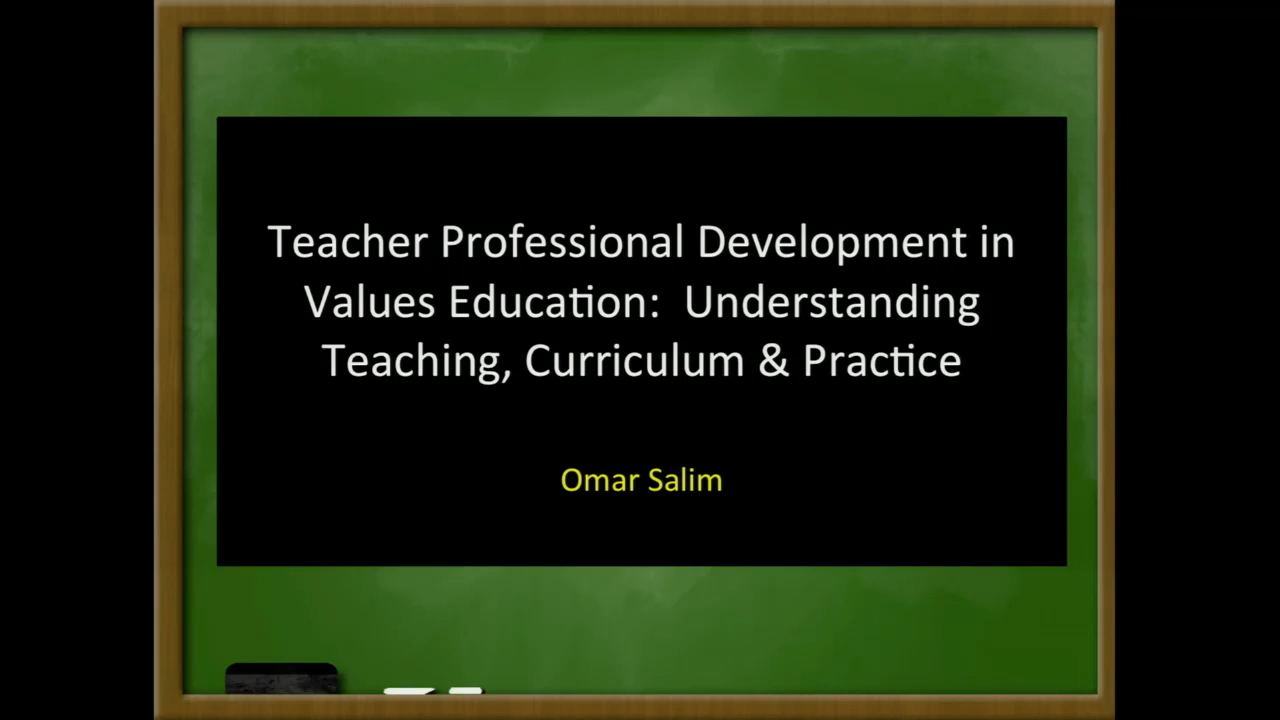 Teacher Professional Development in
Values Education:  Understanding
Teaching, Curriculum & Practice
Omar Salim